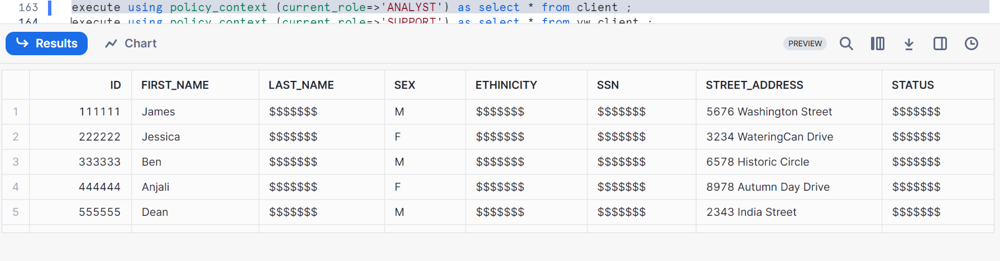 163 execute using policy_context (current_role=>'ANALYST') as select * from client ;
164 execute using policy_context (current_role=>'SUPPORT') as select * from vw_client ;
Results Chart PREVIEW
ID FIRST_NAME LAST_NAME SEX ETHINICITY SSN STREET_ADDRESS STATUS
1 111111 James $$$$$$$ M $$$$$$$ $$$$$$$ 5676 Washington Street $$$$$$$
2 222222 Jessica $$$$$$$ F $$$$$$$ $$$$$$$ 3234 WateringCan Drive $$$$$$$
3 333333 Ben $$$$$$$ M $$$$$$$ $$$$$$$ 6578 Historic Circle $$$$$$$
4 444444 Anjali $$$$$$$ F $$$$$$$ $$$$$$$ 8978 Autumn Day Drive $$$$$$$
5 555555 Dean $$$$$$$ M $$$$$$$ $$$$$$$ 2343 India Street $$$$$$$